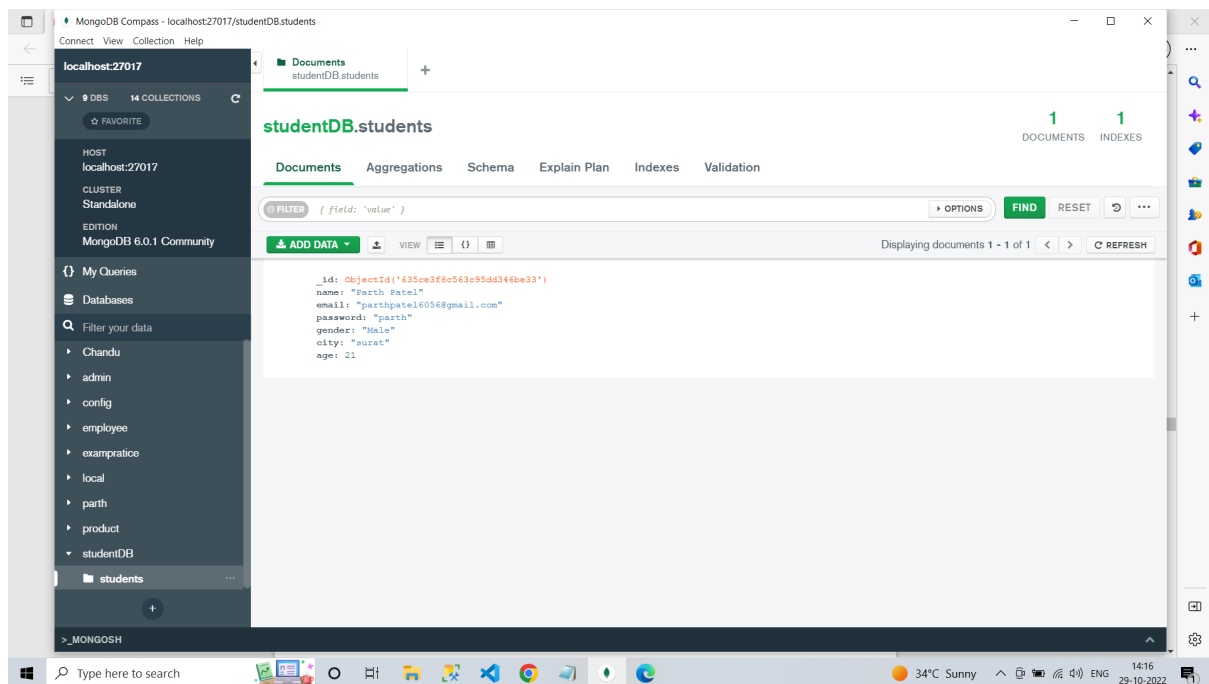 MongoDB Compass - localhost:27017/studentDB.students
Connect View Collection Help
localhost:27017
9 DBS 14 COLLECTIONS
FAVORITE
HOST
localhost:27017
CLUSTER
Standalone
EDITION
MongoDB 6.0.1 Community
My Queries
Databases
Filter your data
Chandu
admin
config
employee
exampratice
local
parth
product
studentDB
students
>_MONGOSH
Documents
studentDB.students
studentDB.students
1 DOCUMENTS
1 INDEXES
Documents Aggregations Schema Explain Plan Indexes Validation
FILTER { field: 'value' }
OPTIONS FIND RESET
ADD DATA VIEW Displaying documents 1 - 1 of 1 REFRESH
_id: ObjectId('635ce3f8c563c95dd346be33')
name: "Parth Patel"
email: "parthpatel6056@gmail.com"
password: "parth"
gender: "Male"
city: "surat"
age: 21
Type here to search
34°C Sunny
ENG
14:16
29-10-2022
1